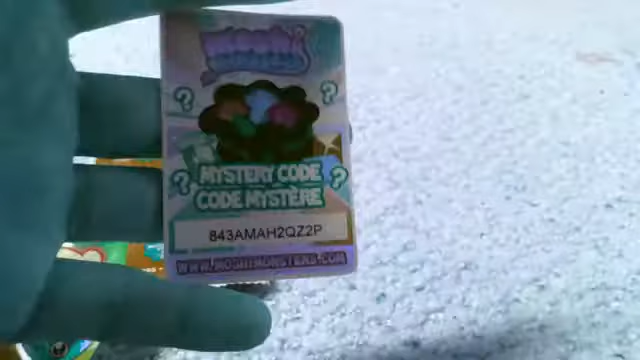 moshi
monsters
?
?
?
?
MYSTERY CODE
CODE MYSTÈRE
843AMAH2QZ2P
WWW.MOSHIMONSTERS.COM